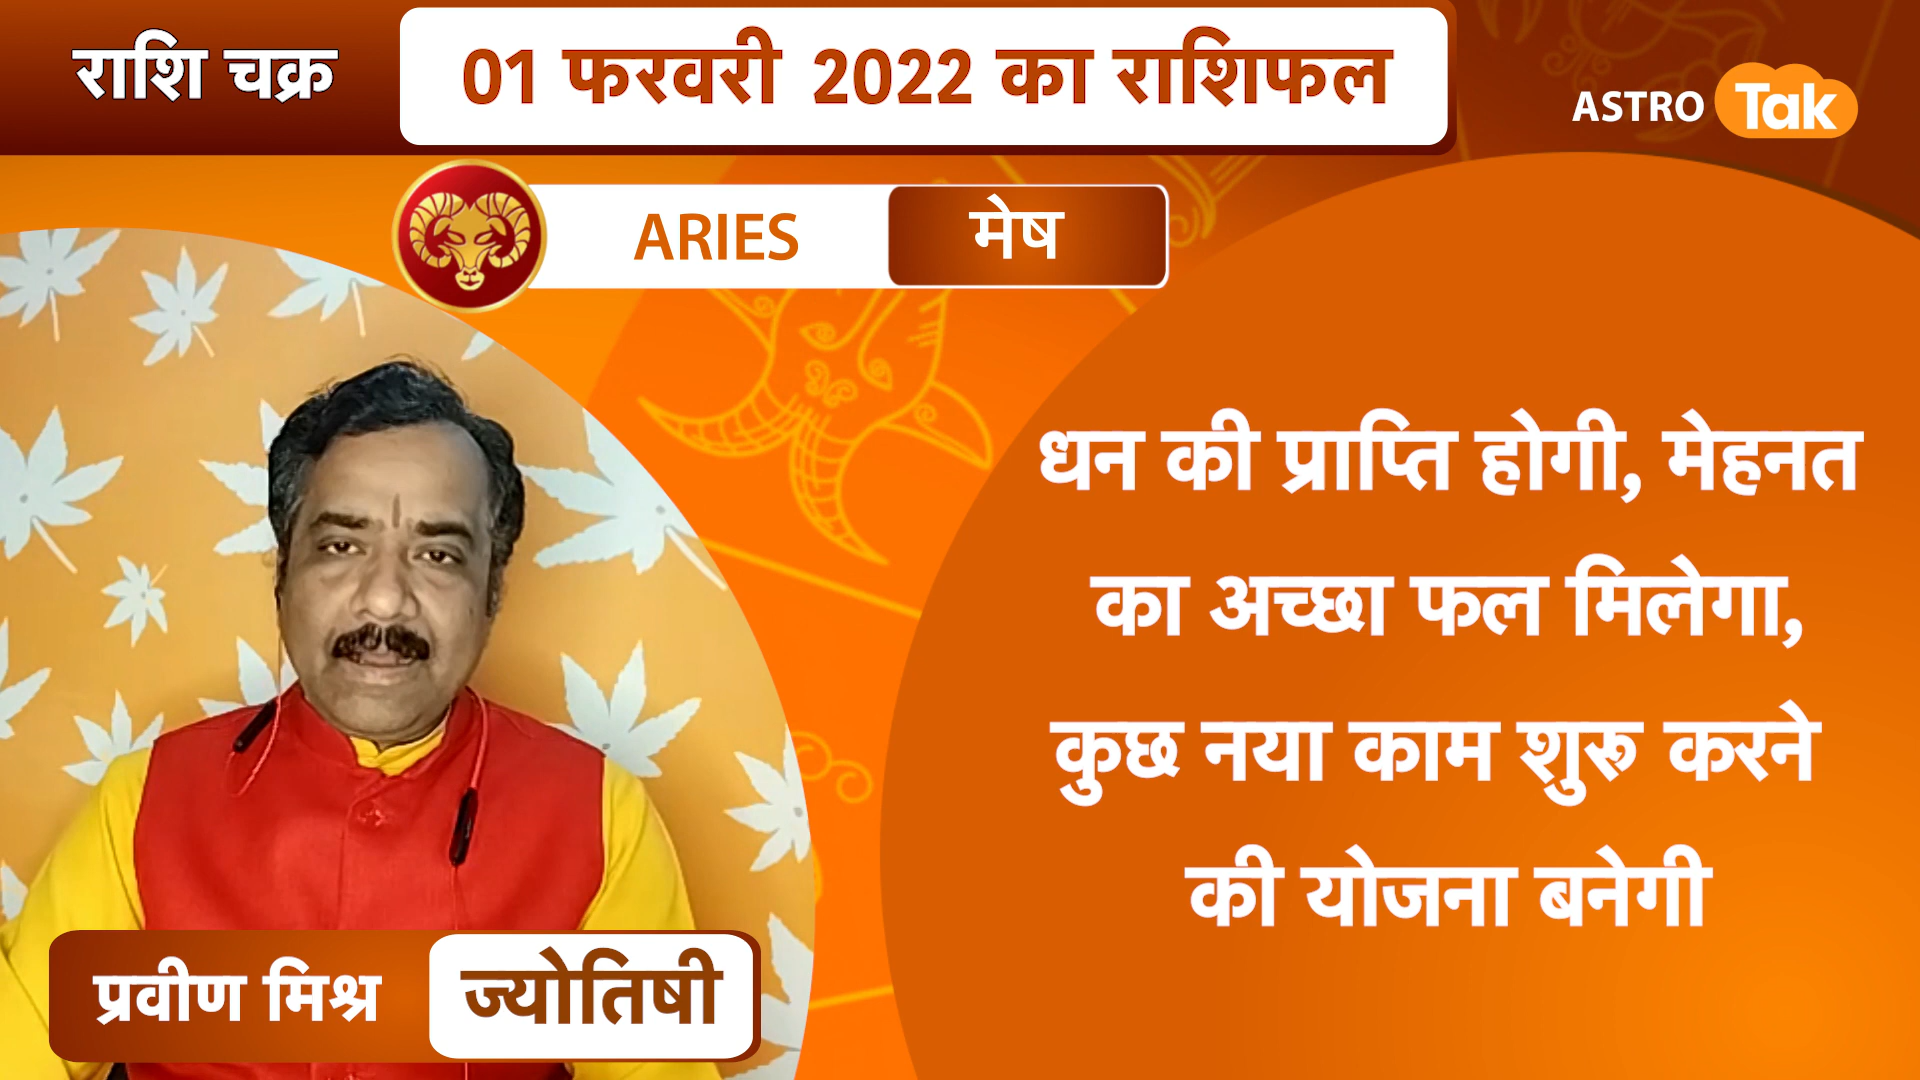 राशि चक्र
01 फरवरी 2022 का राशिफल
ASTRO Tak
ARIES
मेष
धन की प्राप्ति होगी, मेहनत
का अच्छा फल मिलेगा,
कुछ नया काम शुरू करने
की योजना बनेगी
प्रवीण मिश्र
ज्योतिषी